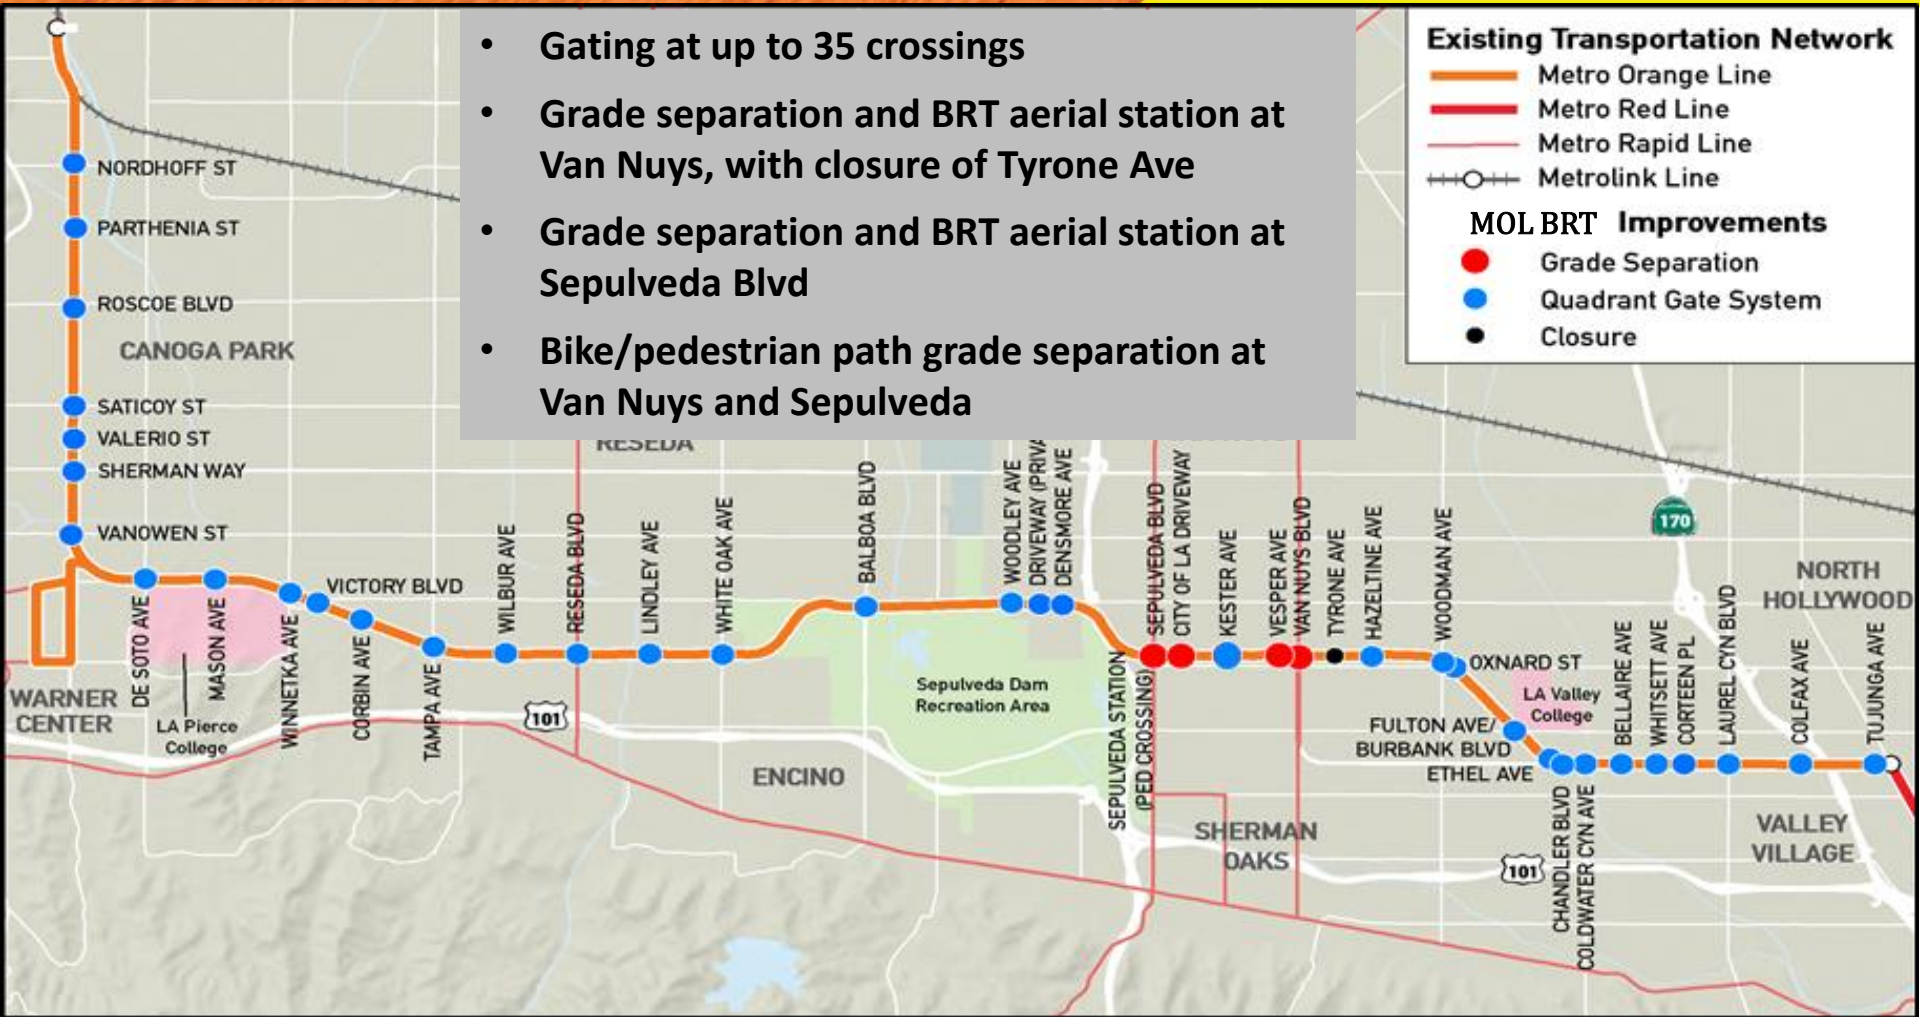 • Gating at up to 35 crossings
• Grade separation and BRT aerial station at
Van Nuys, with closure of Tyrone Ave
• Grade separation and BRT aerial station at
Sepulveda Blvd
• Bike/pedestrian path grade separation at
Van Nuys and Sepulveda
Existing Transportation Network
Metro Orange Line
Metro Red Line
Metro Rapid Line
Metrolink Line
MOL BRT Improvements
Grade Separation
Quadrant Gate System
Closure
NORDHOFF ST
PARTHENIA ST
ROSCOE BLVD
CANOGA PARK
SATICOY ST
VALERIO ST
SHERMAN WAY
VANOWEN ST
WARNER
CENTER
DE SOTO AVE
LA Pierce
College
MASON AVE
WINNETKA AVE
VICTORY BLVD
CORBIN AVE
TAMPA AVE
WILBUR AVE
RESEDA
RESEDA BLVD
LINDLEY AVE
WHITE OAK AVE
101
ENCINO
BALBOA BLVD
Sepulveda Dam
Recreation Area
WOODLEY AVE
DRIVEWAY (PRIVA
DENSMORE AVE
SEPULVEDA STATION
(PED CROSSING)
SEPULVEDA BLVD
CITY OF LA DRIVEWAY
KESTER AVE
VESPER AVE
VAN NUYS BLVD
TYRONE AVE
HAZELTINE AVE
WOODMAN AVE
OXNARD ST
SHERMAN
OAKS
LA Valley
College
FULTON AVE/
BURBANK BLVD
ETHEL AVE
CHANDLER BLVD
COLDWATER CYN AVE
101
BELLAIRE AVE
WHITSETT AVE
CORTEEN PL
LAUREL CYN BLVD
COLFAX AVE
TUJUNGA AVE
170
NORTH
HOLLYWOOD
VALLEY
VILLAGE